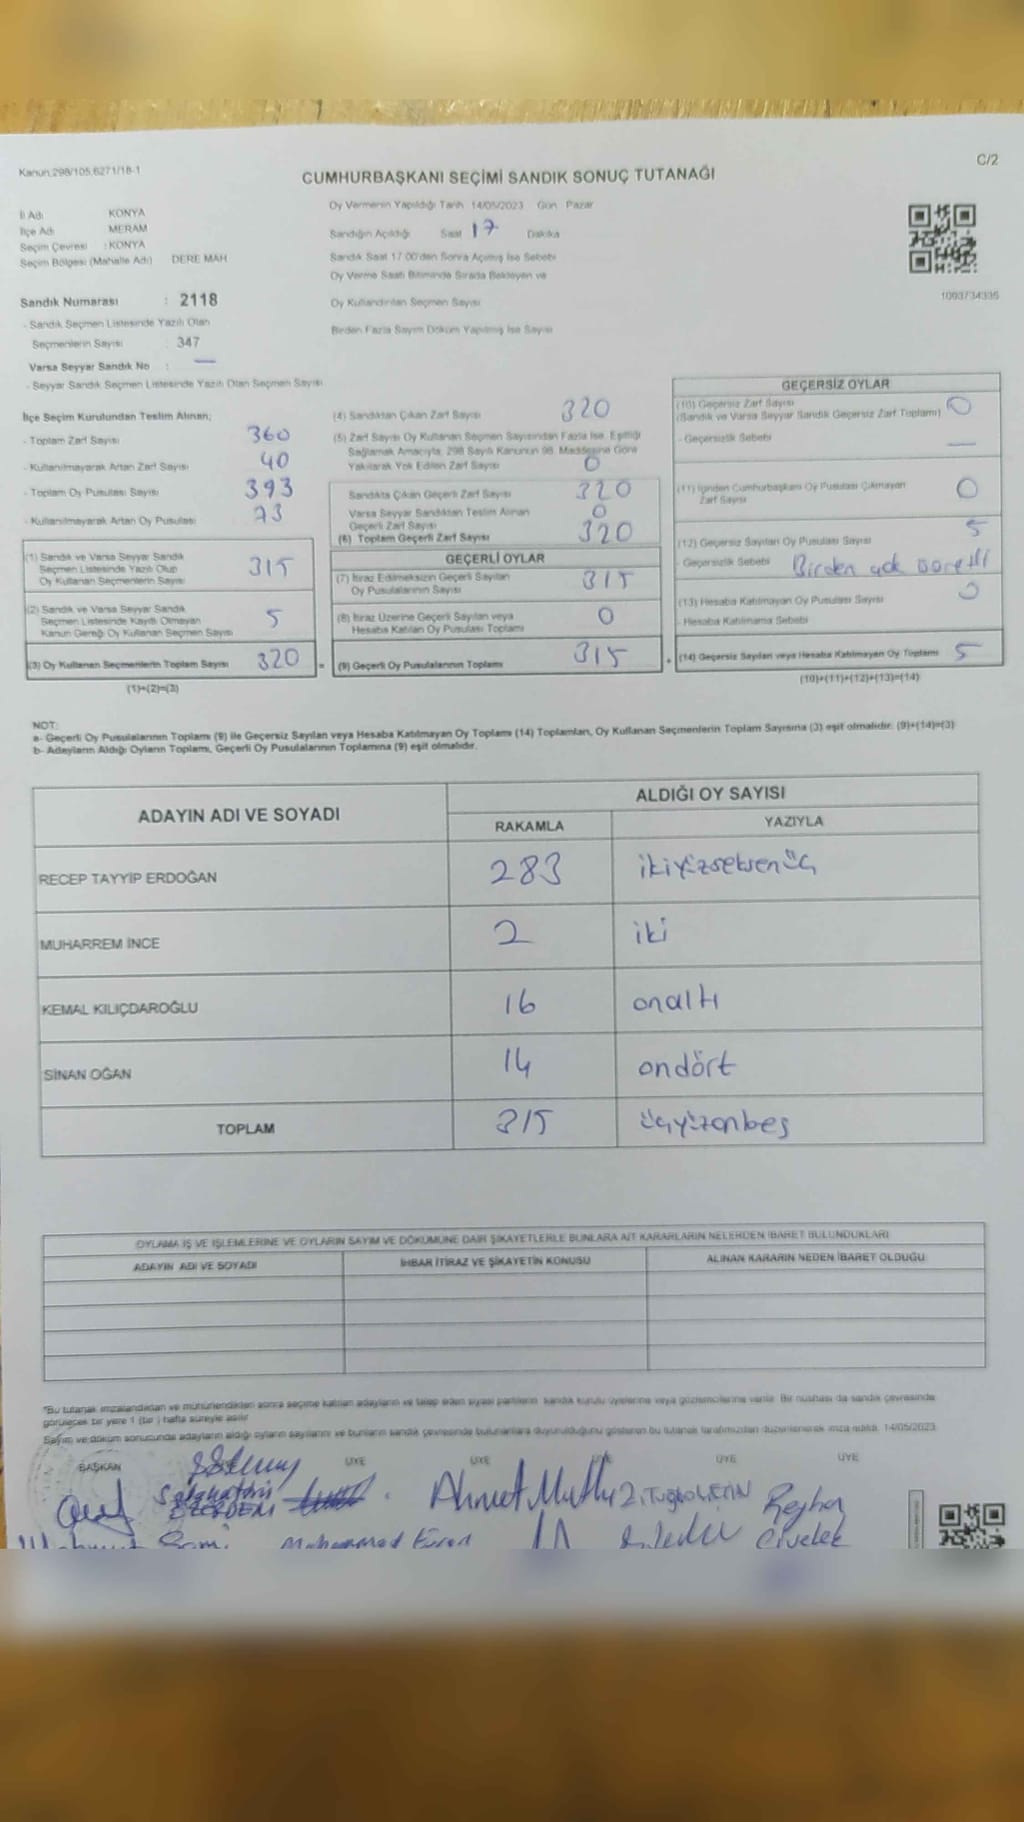 Kanun:298/105,6271/18-1
C/2
CUMHURBAŞKANI SEÇİMİ SANDIK SONUÇ TUTANAĞI
İl Adı KONYA
İlçe Adı MERAM
Seçim Çevresi : KONYA
Seçim Bölgesi (Mahalle Adı) DERE MAH
Sandık Numarası : 2118
- Sandık Seçmen Listesinde Yazılı Olan
Seçmenlerin Sayısı 347
Varsa Seyyar Sandık No : —
- Seyyar Sandık Seçmen Listesinde Yazılı Olan Seçmen Sayısı
Oy Vermenin Yapıldığı Tarih 14/05/2023 Gün Pazar
Sandığın Açıldığı Saat 17 Dakika
Sandık Saat 17.00'den Sonra Açılmış İse Sebebi
Oy Verme Saati Bitiminde Sırada Bekleyen ve
Oy Kullandırılan Seçmen Sayısı
Birden Fazla Sayım Döküm Yapılmış İse Sayısı
1093734335
İlçe Seçim Kurulundan Teslim Alınan;
- Toplam Zarf Sayısı 360
- Kullanılmayarak Artan Zarf Sayısı 40
- Toplam Oy Pusulası Sayısı 393
- Kullanılmayarak Artan Oy Pusulası 73
(1) Sandık ve Varsa Seyyar Sandık
Seçmen Listesinde Yazılı Olup
Oy Kullanan Seçmenlerin Sayısı 315
(2) Sandık ve Varsa Seyyar Sandık
Seçmen Listesinde Kayıtlı Olmayan
Kanun Gereği Oy Kullanan Seçmen Sayısı 5
(3) Oy Kullanan Seçmenlerin Toplam Sayısı 320
(1)+(2)=(3)
(4) Sandıktan Çıkan Zarf Sayısı 320
(5) Zarf Sayısı Oy Kullanan Seçmen Sayısından Fazla İse, Eşitliği
Sağlamak Amacıyla, 298 Sayılı Kanunun 98. Maddesine Göre
Yakılarak Yok Edilen Zarf Sayısı 0
Sandıkta Çıkan Geçerli Zarf Sayısı 320
Varsa Seyyar Sandıktan Teslim Alınan
Geçerli Zarf Sayısı 0
(6) Toplam Geçerli Zarf Sayısı 320
GEÇERLİ OYLAR
(7) İtiraz Edilmeksizin Geçerli Sayılan
Oy Pusulalarının Sayısı 315
(8) İtiraz Üzerine Geçerli Sayılan veya
Hesaba Katılan Oy Pusulası Toplamı 0
= (9) Geçerli Oy Pusulalarının Toplamı 315
GEÇERSİZ OYLAR
(10) Geçersiz Zarf Sayısı
(Sandık ve Varsa Seyyar Sandık Geçersiz Zarf Toplamı) 0
- Geçersizlik Sebebi —
(11) İçinden Cumhurbaşkanı Oy Pusulası Çıkmayan
Zarf Sayısı 0
(12) Geçersiz Sayılan Oy Pusulası Sayısı 5
- Geçersizlik Sebebi Birden çok
(13) Hesaba Katılmayan Oy Pusulası Sayısı 0
- Hesaba Katılmama Sebebi
+ (14) Geçersiz Sayılan veya Hesaba Katılmayan Oy Toplamı 5
(10)+(11)+(12)+(13)=(14)
NOT:
a- Geçerli Oy Pusulalarının Toplamı (9) ile Geçersiz Sayılan veya Hesaba Katılmayan Oy Toplamı (14) Toplamları, Oy Kullanan Seçmenlerin Toplam Sayısına (3) eşit olmalıdır. (9)+(14)=(3)
b- Adayların Aldığı Oyların Toplamı, Geçerli Oy Pusulalarının Toplamına (9) eşit olmalıdır.
ADAYIN ADI VE SOYADI
ALDIĞI OY SAYISI
RAKAMLA YAZIYLA
RECEP TAYYİP ERDOĞAN 283 ikiyüzseksenüç
MUHARREM İNCE 2 iki
KEMAL KILIÇDAROĞLU 16 onaltı
SİNAN OĞAN 14 ondört
TOPLAM 315 üçyüzonbeş
OYLAMA İŞ VE İŞLEMLERİNE VE OYLARIN SAYIM VE DÖKÜMÜNE DAİR ŞİKAYETLERLE BUNLARA AİT KARARLARIN NELERDEN İBARET BULUNDUKLARI
ADAYIN ADI VE SOYADI İHBAR İTİRAZ VE ŞİKAYETİN KONUSU ALINAN KARARIN NEDEN İBARET OLDUĞU
"Bu tutanak imzalandıktan ve mühürlendikten sonra seçime katılan adayların ve talep eden siyasi partilerin sandık kurulu üyelerine veya gözlemcilerine verilir. Bir nüshası da sandık çevresinde
görülecek bir yere 1 (bir ) hafta süreyle asılır.
Sayım ve döküm sonucunda adayların aldığı oyların sayılarını ve bunların sandık çevresinde bulunanlara duyurulduğunu gösteren bu tutanak tarafımızdan düzenlenerek imza edildi. 14/05/2023
BAŞKAN ÜYE ÜYE ÜYE ÜYE
Ahmet Mutlu Reyhan
Civelek